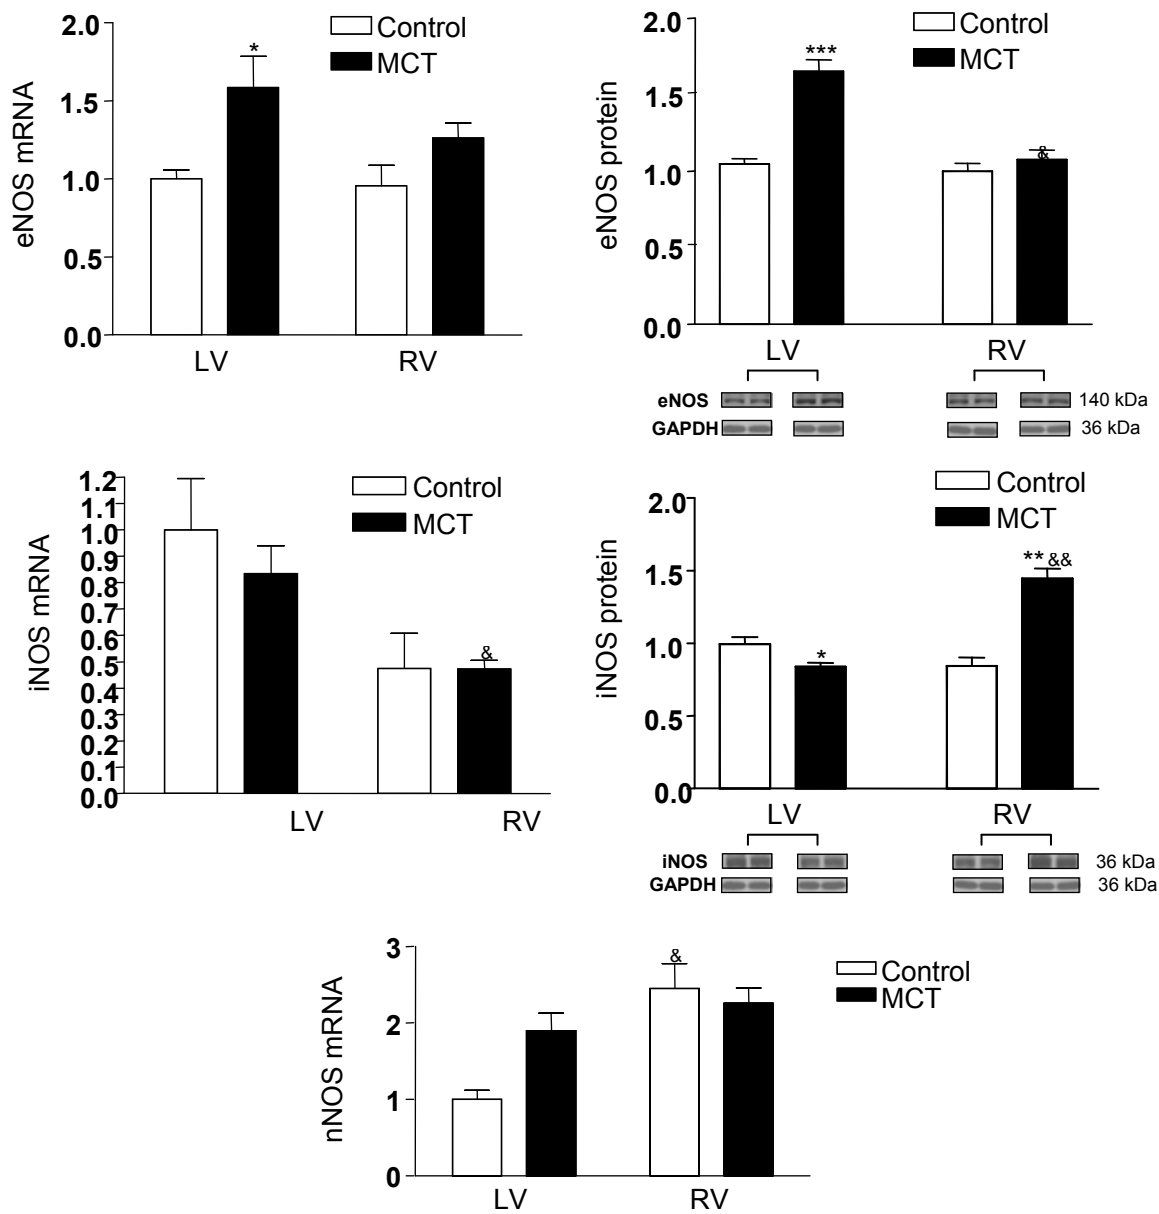 eNOS mRNA
2.0
1.5
1.0
0.5
0.0
*
Control
MCT
LV RV
eNOS protein
2.0
1.5
1.0
0.5
0.0
***
&
Control
MCT
LV RV
eNOS 140 kDa
GAPDH 36 kDa
iNOS mRNA
1.2
1.1
1.0
0.9
0.8
0.7
0.6
0.5
0.4
0.3
0.2
0.1
0.0
&
Control
MCT
LV RV
iNOS protein
2.0
1.5
1.0
0.5
0.0
*
** &&
Control
MCT
LV RV
iNOS 36 kDa
GAPDH 36 kDa
nNOS mRNA
3
2
1
0
&
Control
MCT
LV RV